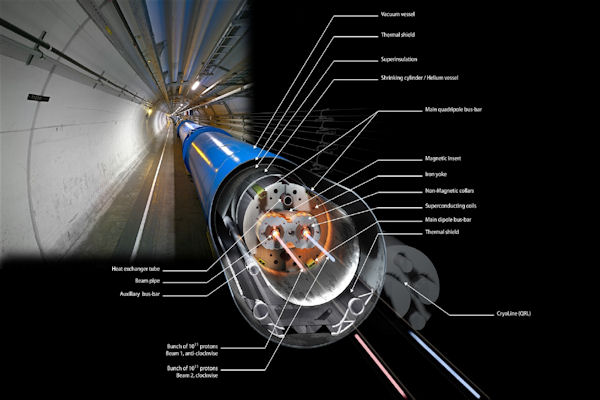 Vacuum vessel
Thermal shield
Superinsulation
Shrinking cylinder / Helium vessel
Main quadripole bus-bar
Magnetic Insert
Iron yoke
Non-Magnetic collars
Superconducting coils
Main dipole bus-bar
Thermal shield
Heat exchanger tube
Beam pipe
Auxiliary bus-bar
CryoLine (QRL)
Bunch of 10¹¹ protons
Beam 1, anti-clockwise
Bunch of 10¹¹ protons
Beam 2, clockwise